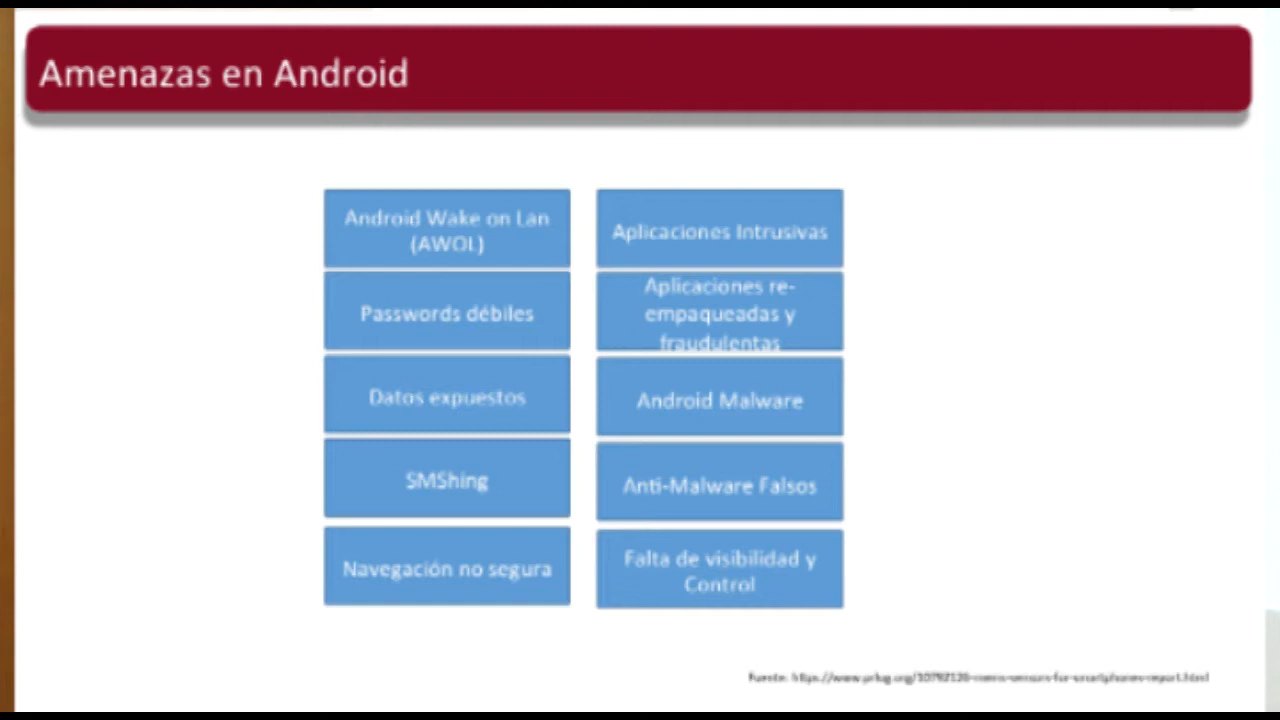 Amenazas en Android
Android Wake on Lan
(AWOL)
Passwords débiles
Datos expuestos
SMShing
Navegación no segura
Aplicaciones Intrusivas
Aplicaciones re-
empaqueadas y
fraudulentas
Android Malware
Anti-Malware Falsos
Falta de visibilidad y
Control
Fuente: